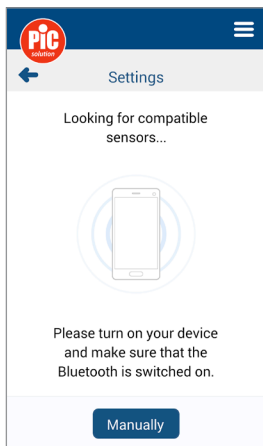 PiC
solution
Settings
Looking for compatible
sensors...
Please turn on your device
and make sure that the
Bluetooth is switched on.
Manually